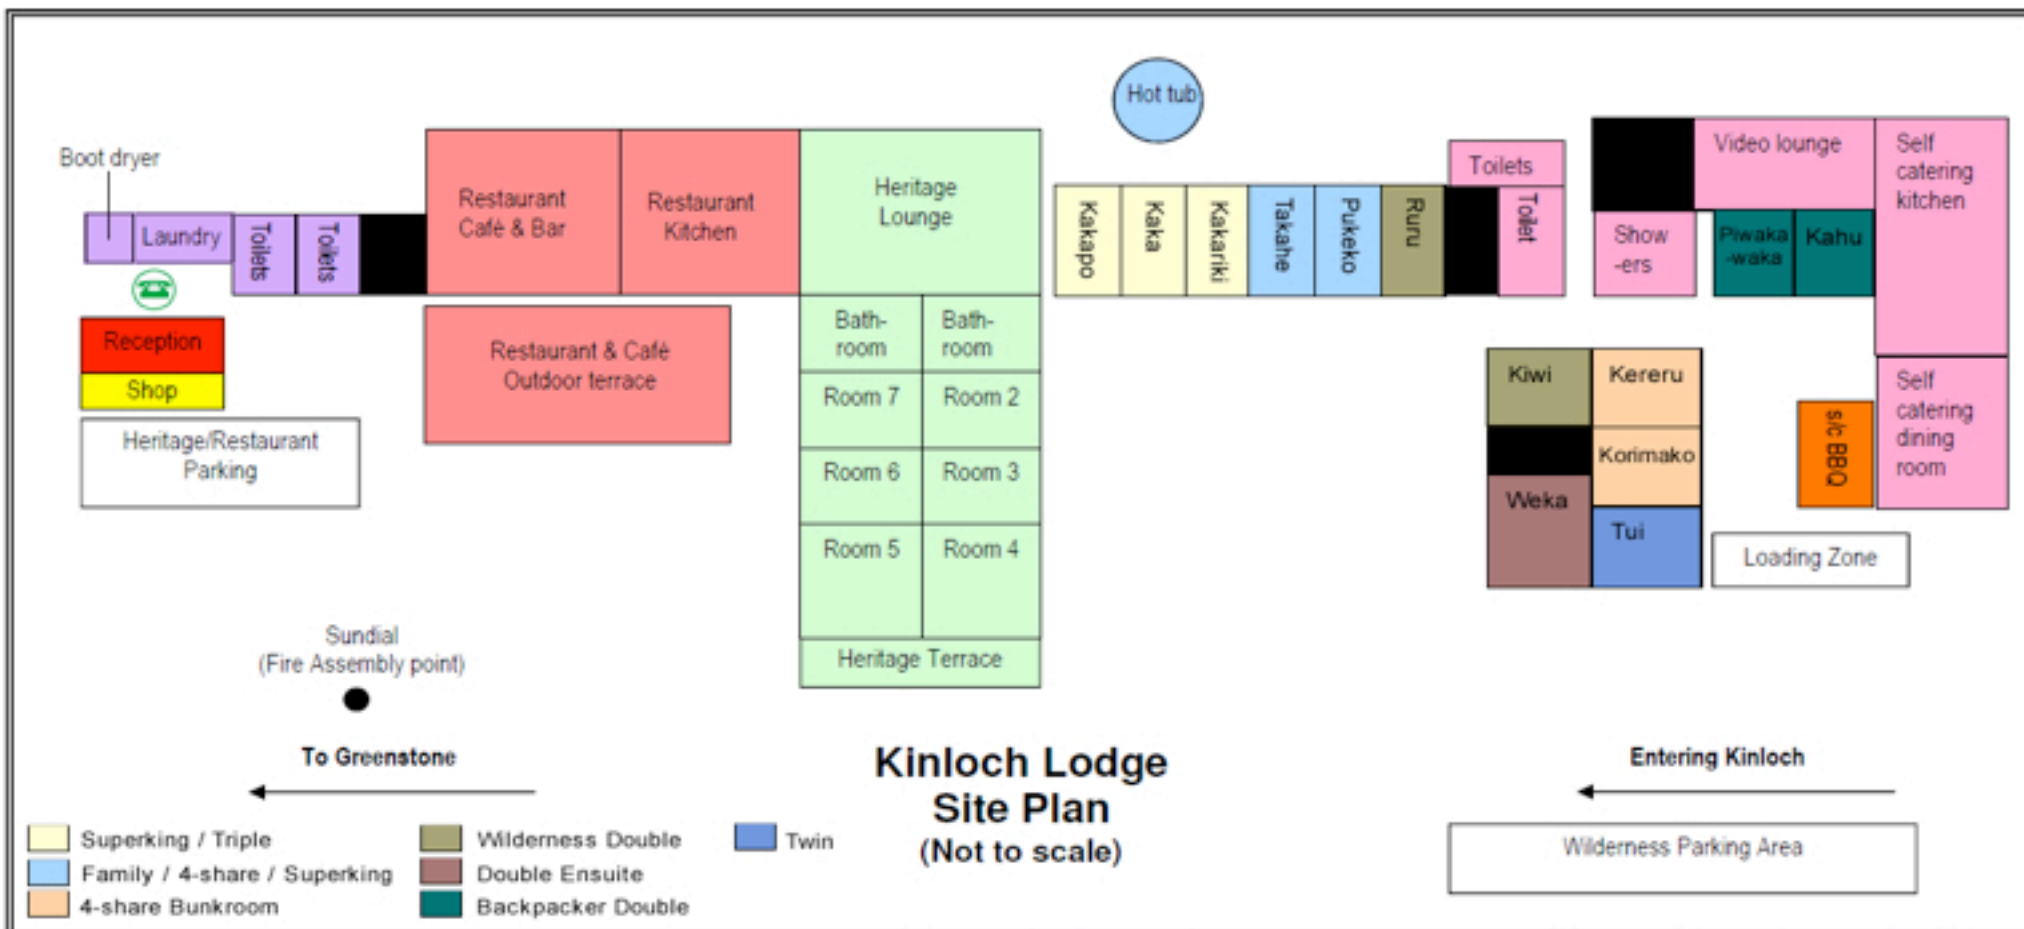 Hot tub
Boot dryer
Laundry
Toilets
Toilets
Restaurant
Café & Bar
Restaurant
Kitchen
Heritage
Lounge
Kakapo
Kaka
Kakariki
Takahe
Pukeko
Ruru
Toilets
Toilet
Video lounge
Self
catering
kitchen
Show
-ers
Piwaka
-waka
Kahu
Reception
Shop
Heritage/Restaurant
Parking
Restaurant & Café
Outdoor terrace
Bath-
room
Bath-
room
Room 7
Room 2
Room 6
Room 3
Room 5
Room 4
Heritage Terrace
Kiwi
Kereru
Korimako
Weka
Tui
s/c BBQ
Self
catering
dining
room
Loading Zone
Sundial
(Fire Assembly point)
To Greenstone
Kinloch Lodge
Site Plan
(Not to scale)
Entering Kinloch
Wilderness Parking Area
Superking / Triple
Family / 4-share / Superking
4-share Bunkroom
Wilderness Double
Double Ensuite
Backpacker Double
Twin